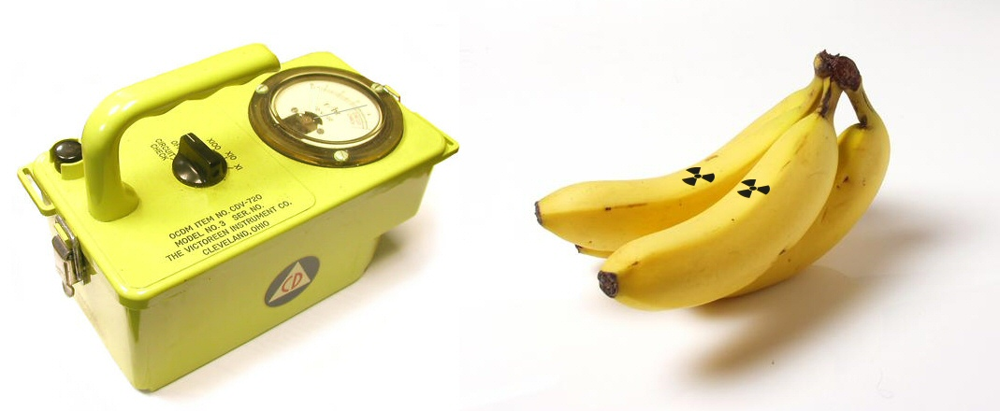 CIRCUIT
CHECK
OFF
X100
X10
X1
OCDM ITEM NO. CDV-720
MODEL NO. 3 SER. NO.
THE VICTOREEN INSTRUMENT CO.
CLEVELAND, OHIO
CD